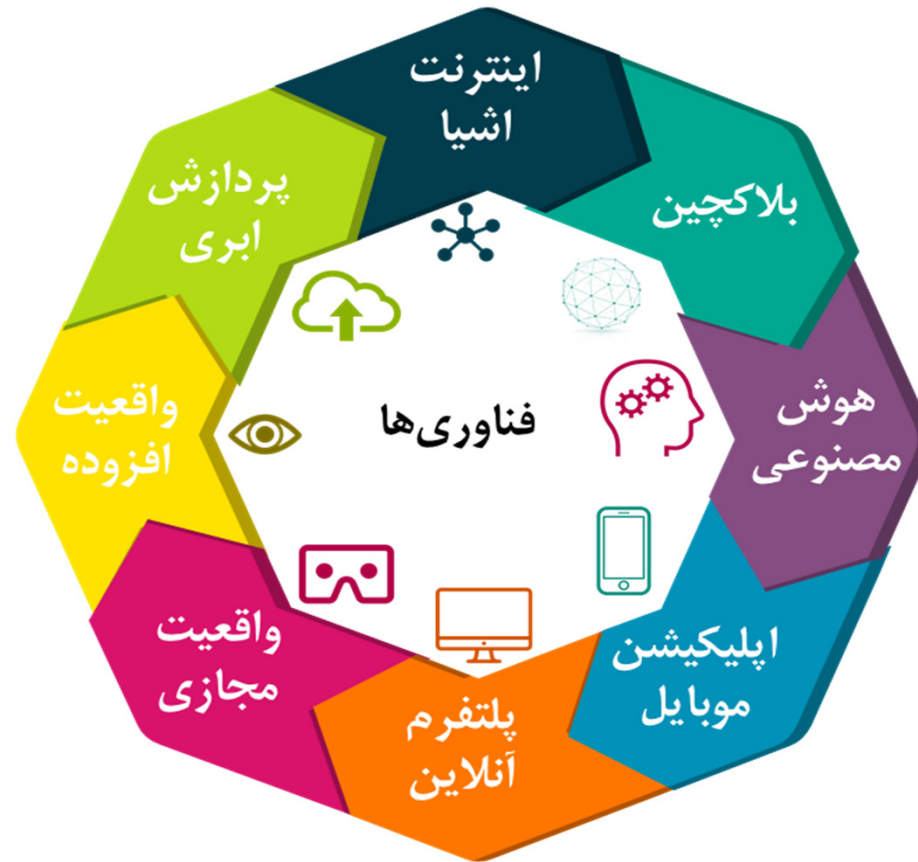 اینترنت
اشیا
بلاکچین
هوش
مصنوعی
اپلیکیشن
موبایل
پلتفرم
آنلاین
واقعیت
مجازی
واقعیت
افزوده
پردازش
ابری
فناوری‌ها